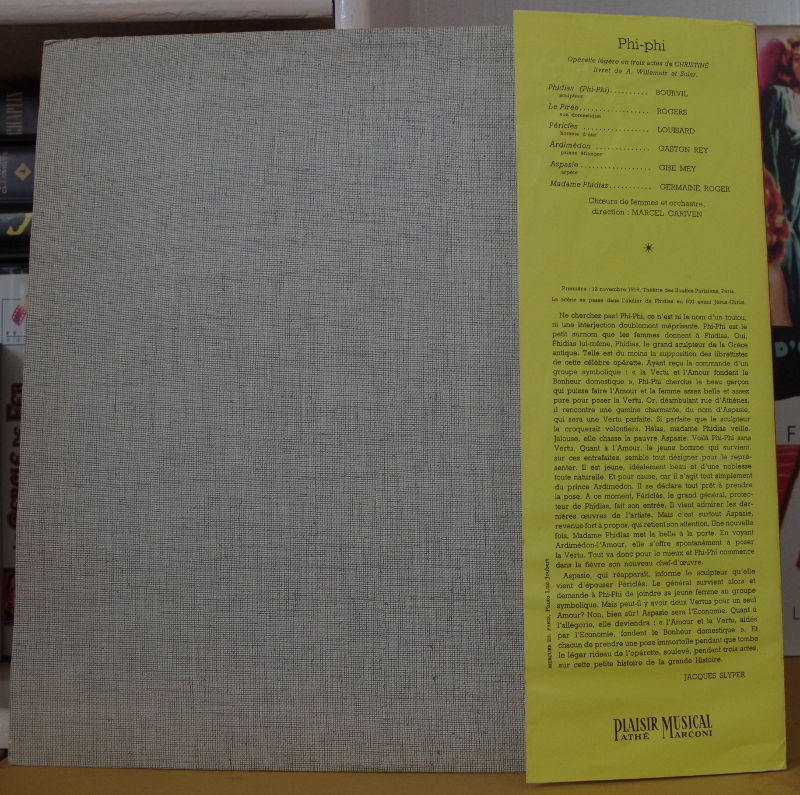 Phi-phi
Opérette légère en trois actes de CHRISTINÉ
livret de A. Willemetz et Solar.
Phidias (Phi-Phi).......... BOURVIL
sculpteur
Le Pirée.................. ROGERS
son domestique
Périclès ................. LOUISARD
homme d'état
Ardimédon .............. GASTON REY
prince étranger
Aspasie .................. GISE MEY
arpète
Madame Phidias........... GERMAINE ROGER
Chœurs de femmes et orchestre,
direction : MARCEL CARIVEN
Première : 12 novembre 1918, Théâtre des Bouffes-Parisiens, Paris
La scène se passe dans l'atelier de Phidias en 600 avant Jésus-Christ.
Ne cherchez pas! Phi-Phi, ce n'est ni le nom d'un toutou,
ni une interjection doublement méprisante. Phi-Phi est le
petit surnom que les femmes donnent à Phidias. Oui,
Phidias lui-même, Phidias, le grand sculpteur de la Grèce
antique. Telle est du moins la supposition des librettistes
de cette célèbre opérette. Ayant reçu la commande d'un
groupe symbolique : « la Vertu et l'Amour fondent le
Bonheur domestique », Phi-Phi cherche le beau garçon
qui puisse faire l'Amour et la femme assez belle et assez
pure pour poser la Vertu. Or, déambulant rue d'Athènes,
il rencontre une gamine charmante, du nom d'Aspasie,
qui sera une Vertu parfaite. Si parfaite que le sculpteur
la croquerait volontiers. Hélas, madame Phidias veille.
Jalouse, elle chasse la pauvre Aspasie. Voilà Phi-Phi sans
Vertu. Quant à l'Amour, le jeune homme qui survient,
sur ces entrefaites, semble tout désigner pour le repré-
senter. Il est jeune, idéalement beau et d'une noblesse
toute naturelle. Et pour cause, car il s'agit tout simplement
du prince Ardimédon. Il se déclare tout prêt à prendre
la pose. A ce moment, Périclès, le grand général, protec-
teur de Phidias, fait son entrée. Il vient admirer les der-
nières œuvres de l'artiste. Mais c'est surtout Aspasie,
revenue fort à propos, qui retient son attention. Une nouvelle
fois, Madame Phidias met la belle à la porte. En voyant
Ardimédon-l'Amour, elle s'offre spontanément à poser
la Vertu. Tout va donc pour le mieux et Phi-Phi commence
dans la fièvre son nouveau chef-d'œuvre.
Aspasie, qui réapparaît, informe le sculpteur qu'elle
vient d'épouser Périclès. Le général survient alors et
demande à Phi-Phi de joindre sa jeune femme au groupe
symbolique. Mais peut-il y avoir deux Vertus pour un seul
Amour? Non, bien sûr! Aspasie sera l'Economie. Quant à
l'allégorie, elle deviendra : « l'Amour et la Vertu, aidés
par l'Economie, fondent le Bonheur domestique ». Et
chacun de prendre une pose immortelle pendant que tombe
le léger rideau de l'opérette, soulevé, pendant trois actes,
sur cette petite histoire de la grande Histoire.
JACQUES SLYPER
PLAISIR MUSICAL
PATHÉ MARCONI
CHAPLIN